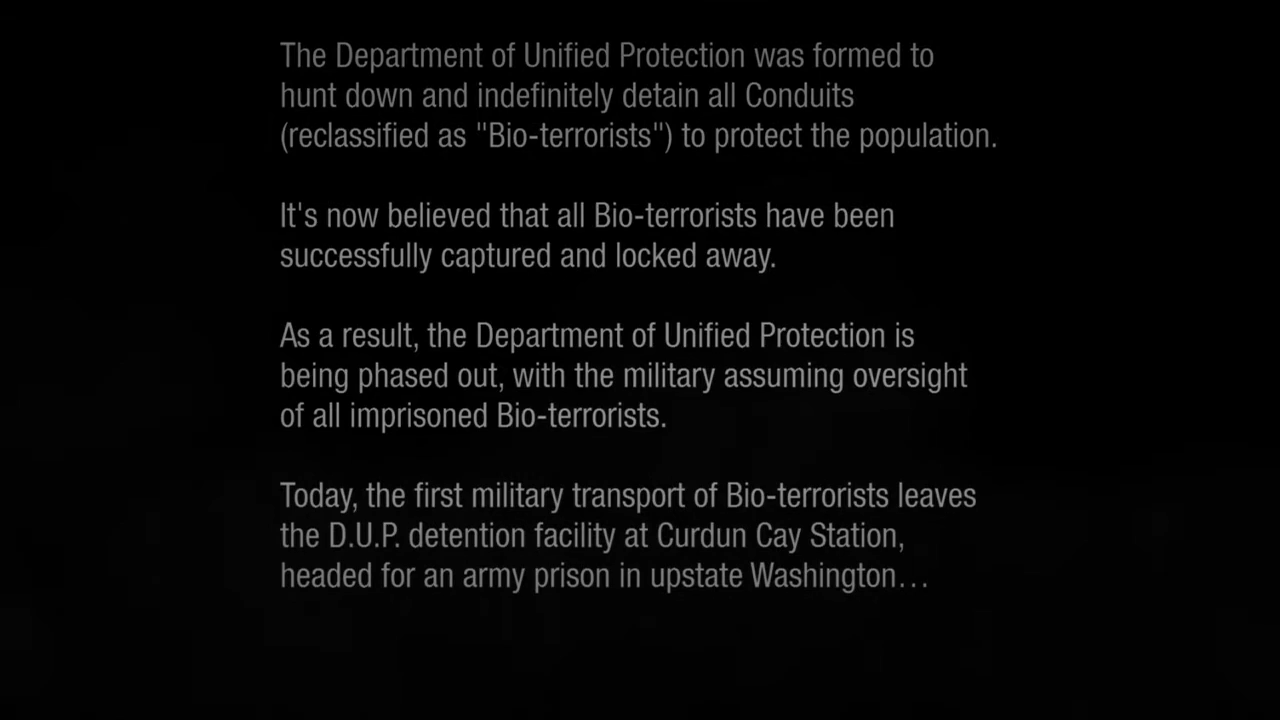 The Department of Unified Protection was formed to
hunt down and indefinitely detain all Conduits
(reclassified as "Bio-terrorists") to protect the population.
It's now believed that all Bio-terrorists have been
successfully captured and locked away.
As a result, the Department of Unified Protection is
being phased out, with the military assuming oversight
of all imprisoned Bio-terrorists.
Today, the first military transport of Bio-terrorists leaves
the D.U.P. detention facility at Curdun Cay Station,
headed for an army prison in upstate Washington…